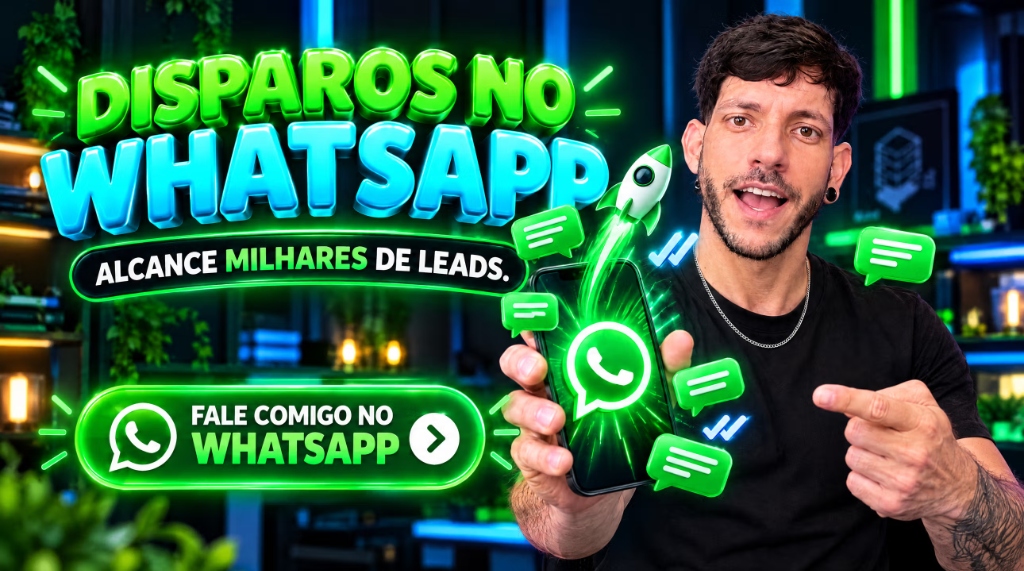 DISPAROS NO
WHATSAPP
ALCANCE MILHARES DE LEADS.
FALE COMIGO NO
WHATSAPP